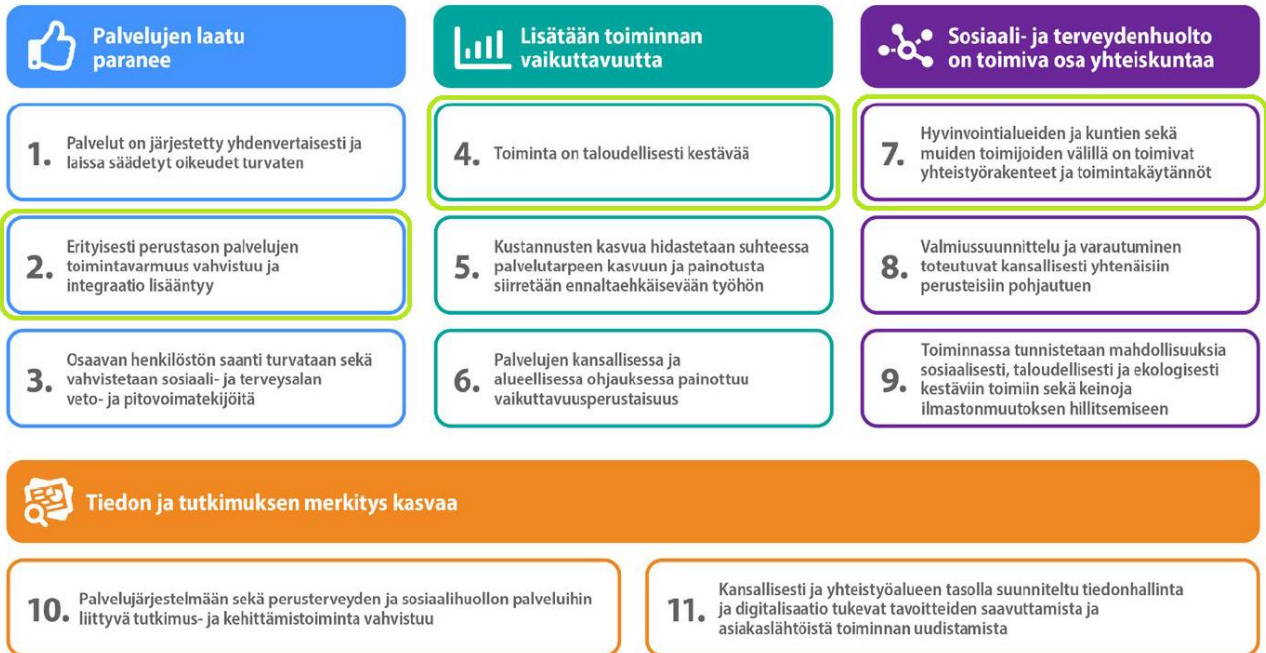 Palvelujen laatu
paranee
Lisätään toiminnan
vaikuttavuutta
Sosiaali- ja terveydenhuolto
on toimiva osa yhteiskuntaa
1. Palvelut on järjestetty yhdenvertaisesti ja
laissa säädetyt oikeudet turvaten
4. Toiminta on taloudellisesti kestävää
7. Hyvinvointialueiden ja kuntien sekä
muiden toimijoiden välillä on toimivat
yhteistyörakenteet ja toimintakäytännöt
2. Erityisesti perustason palvelujen
toimintavarmuus vahvistuu ja
integraatio lisääntyy
5. Kustannusten kasvua hidastetaan suhteessa
palvelutarpeen kasvuun ja painotusta
siirretään ennaltaehkäisevään työhön
8. Valmiussuunnittelu ja varautuminen
toteutuvat kansallisesti yhtenäisiin
perusteisiin pohjautuen
3. Osaavan henkilöstön saanti turvataan sekä
vahvistetaan sosiaali- ja terveysalan
veto- ja pitovoimatekijöitä
6. Palvelujen kansallisessa ja
alueellisessa ohjauksessa painottuu
vaikuttavuusperustaisuus
9. Toiminnassa tunnistetaan mahdollisuuksia
sosiaalisesti, taloudellisesti ja ekologisesti
kestäviin toimiin sekä keinoja
ilmastonmuutoksen hillitsemiseen
Tiedon ja tutkimuksen merkitys kasvaa
10. Palvelujärjestelmään sekä perusterveyden ja sosiaalihuollon palveluihin
liittyvä tutkimus- ja kehittämistoiminta vahvistuu
11. Kansallisesti ja yhteistyöalueen tasolla suunniteltu tiedonhallinta
ja digitalisaatio tukevat tavoitteiden saavuttamista ja
asiakaslähtöistä toiminnan uudistamista